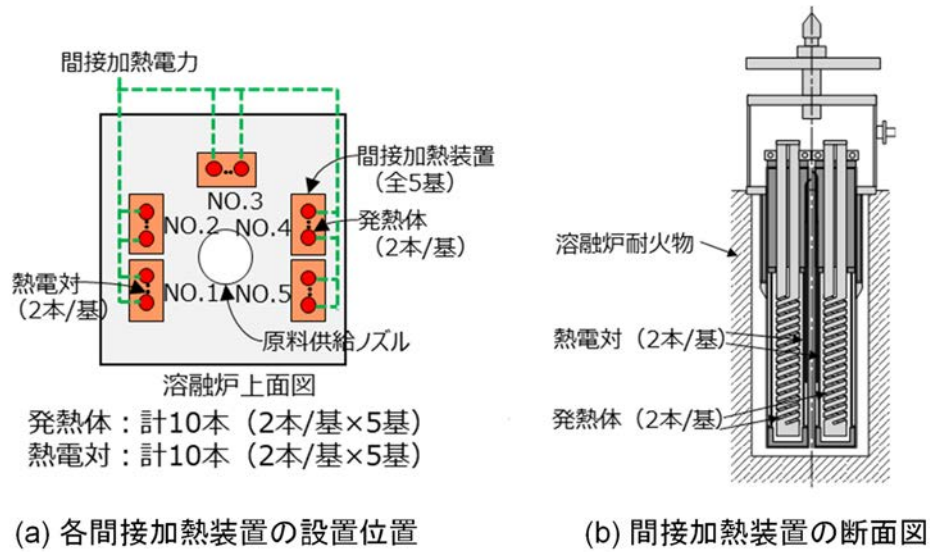 間接加熱電力
間接加熱装置
（全5基）
NO.3
NO.2
NO.4
発熱体
（2本/基）
熱電対
（2本/基）
NO.1
NO.5
原料供給ノズル
溶融炉上面図
発熱体：計10本（2本/基×5基）
熱電対：計10本（2本/基×5基）
(a) 各間接加熱装置の設置位置
溶融炉耐火物
熱電対（2本/基）
発熱体（2本/基）
(b) 間接加熱装置の断面図